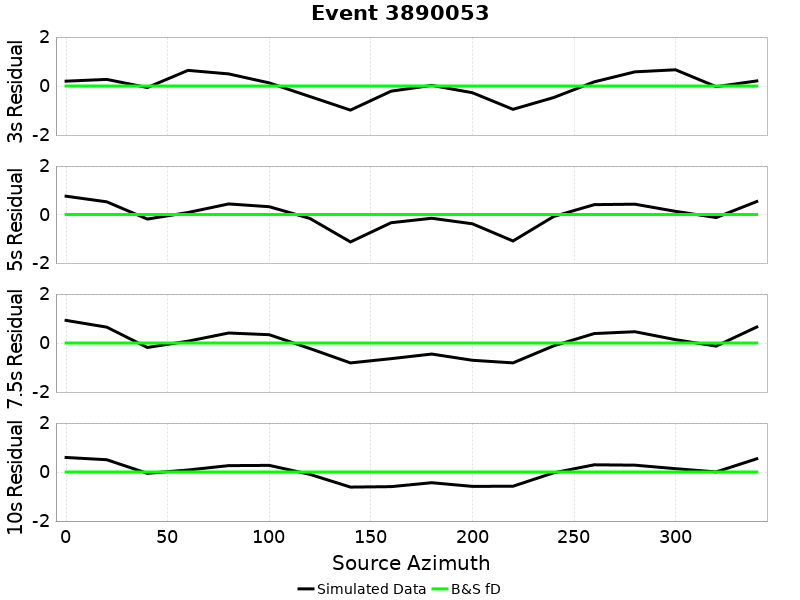 Event 3890053
3s Residual
2
0
-2
5s Residual
2
0
-2
7.5s Residual
2
0
-2
10s Residual
2
0
-2
0 50 100 150 200 250 300
Source Azimuth
Simulated Data B&S fD